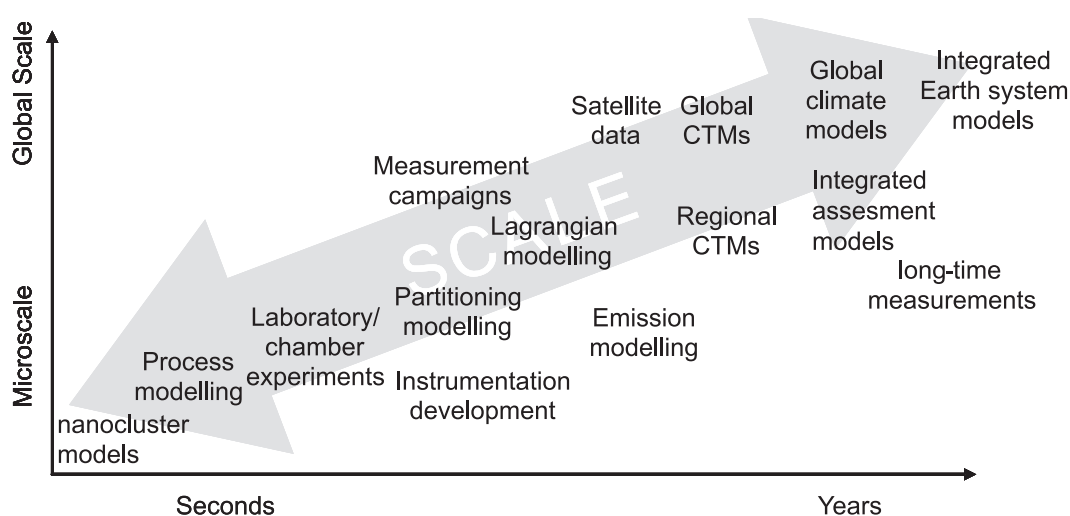 Global Scale
Microscale
Integrated
Earth system
models
Global
climate
models
Satellite
data
Global
CTMs
Measurement
campaigns
Integrated
assesment
models
Regional
CTMs
Lagrangian
modelling
SCALE
long-time
measurements
Partitioning
modelling
Emission
modelling
Laboratory/
chamber
experiments
Process
modelling
Instrumentation
development
nanocluster
models
Seconds
Years